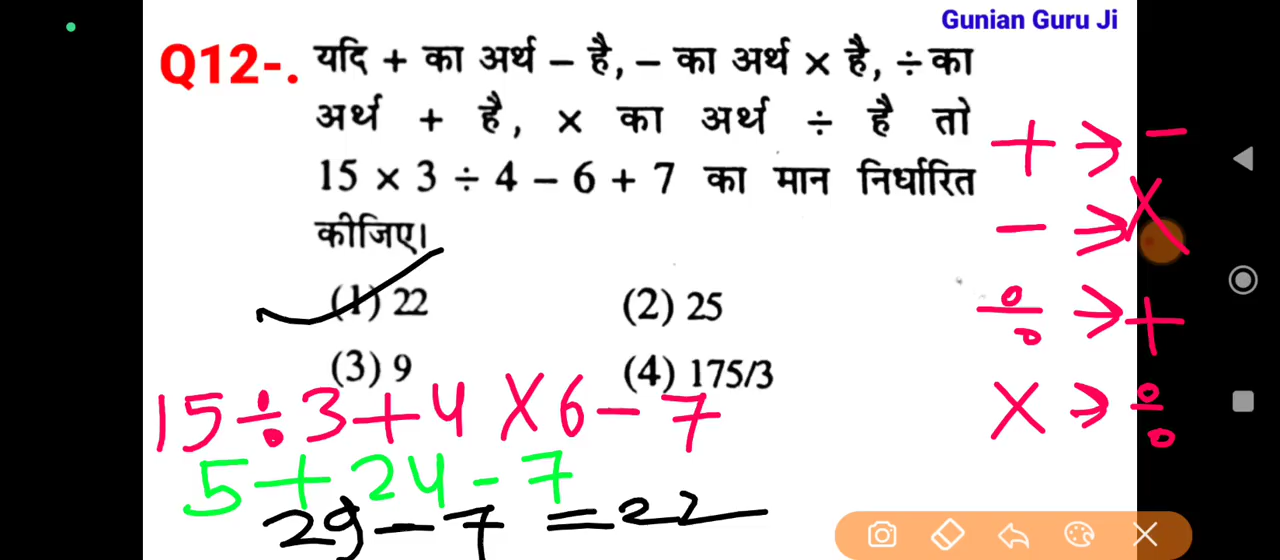 Gunian Guru Ji
Q12-. यदि + का अर्थ – है, – का अर्थ × है, ÷ का
अर्थ + है, × का अर्थ ÷ है तो
15 × 3 ÷ 4 – 6 + 7 का मान निर्धारित
कीजिए।
(1) 22 (2) 25
(3) 9 (4) 175/3
+ → –
– → ×
÷ → +
× → ÷
15 ÷ 3 + 4 × 6 – 7
5 + 24 – 7
29 – 7 = 22